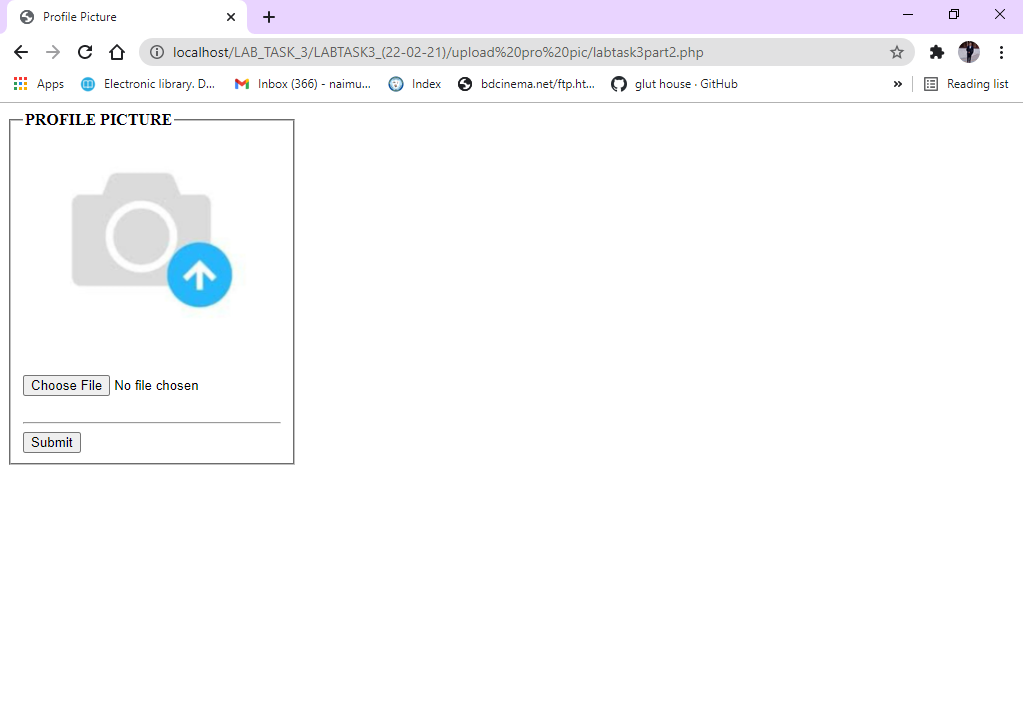 Profile Picture
localhost/LAB_TASK_3/LABTASK3_(22-02-21)/upload%20pro%20pic/labtask3part2.php
Apps Electronic library. D... Inbox (366) - naimu... Index bdcinema.net/ftp.ht... glut house · GitHub » Reading list
PROFILE PICTURE
Choose File No file chosen
Submit